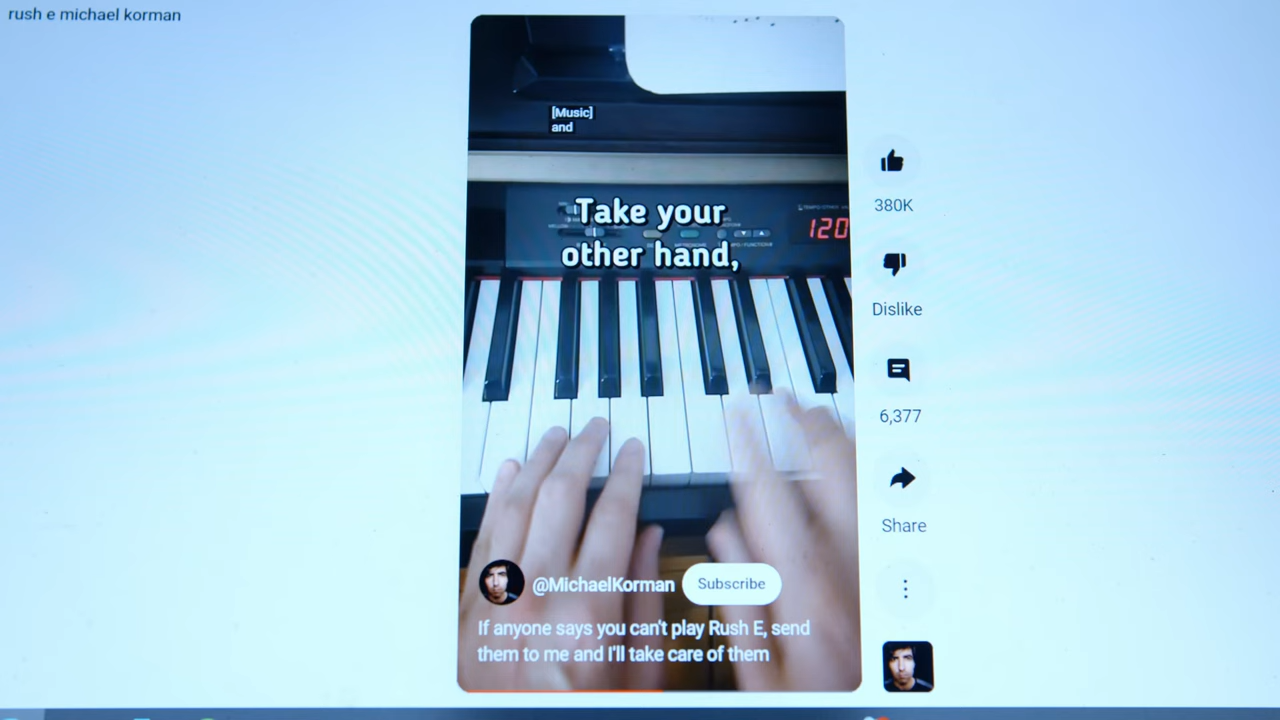 rush e michael korman
[Music]
and
Take your
other hand,
120
380K
Dislike
6,377
Share
@MichaelKorman
Subscribe
If anyone says you can't play Rush E, send
them to me and I'll take care of them